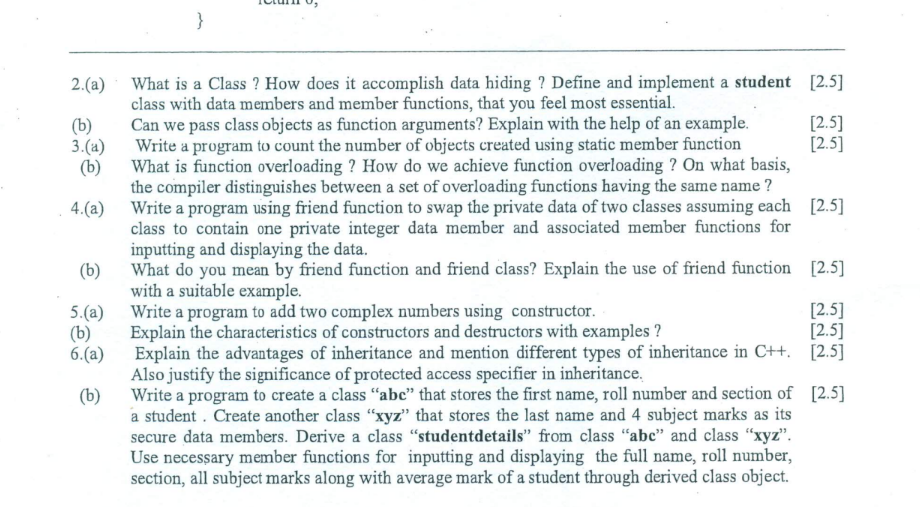 }
2.(a) What is a Class ? How does it accomplish data hiding ? Define and implement a student [2.5]
class with data members and member functions, that you feel most essential.
(b) Can we pass class objects as function arguments? Explain with the help of an example. [2.5]
3.(a) Write a program to count the number of objects created using static member function [2.5]
(b) What is function overloading ? How do we achieve function overloading ? On what basis,
the compiler distinguishes between a set of overloading functions having the same name ?
4.(a) Write a program using friend function to swap the private data of two classes assuming each [2.5]
class to contain one private integer data member and associated member functions for
inputting and displaying the data.
(b) What do you mean by friend function and friend class? Explain the use of friend function [2.5]
with a suitable example.
5.(a) Write a program to add two complex numbers using constructor. [2.5]
(b) Explain the characteristics of constructors and destructors with examples ? [2.5]
6.(a) Explain the advantages of inheritance and mention different types of inheritance in C++. [2.5]
Also justify the significance of protected access specifier in inheritance.
(b) Write a program to create a class “abc” that stores the first name, roll number and section of [2.5]
a student . Create another class “xyz” that stores the last name and 4 subject marks as its
secure data members. Derive a class “studentdetails” from class “abc” and class “xyz”.
Use necessary member functions for inputting and displaying the full name, roll number,
section, all subject marks along with average mark of a student through derived class object.